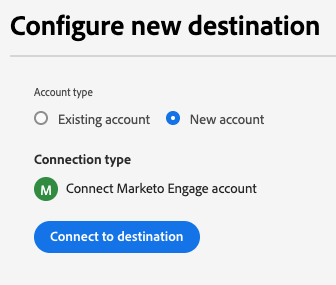 Configure new destination
Account type
Existing account New account
Connection type
M Connect Marketo Engage account
Connect to destination